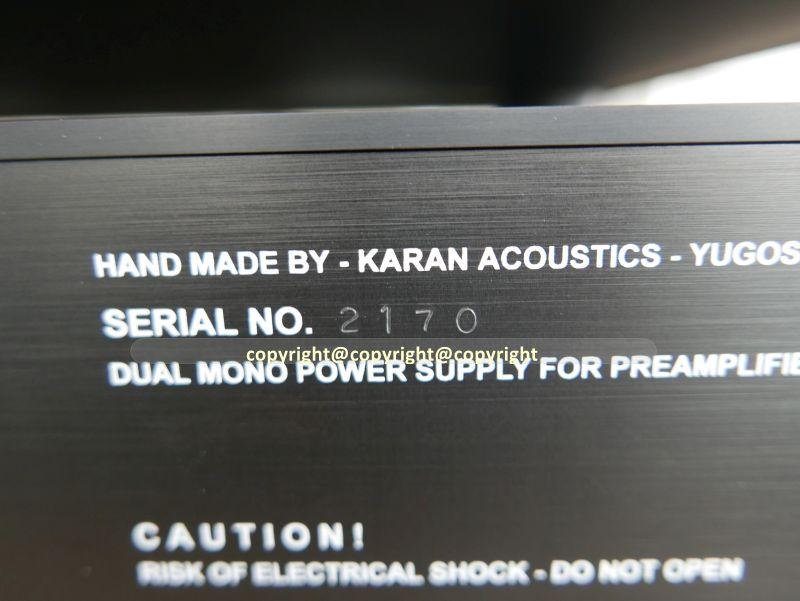 HAND MADE BY - KARAN ACOUSTICS - YUGOS
SERIAL NO. 2170
copyright@copyright@copyright
DUAL MONO POWER SUPPLY FOR PREAMPLIFIE
CAUTION!
RISK OF ELECTRICAL SHOCK - DO NOT OPEN